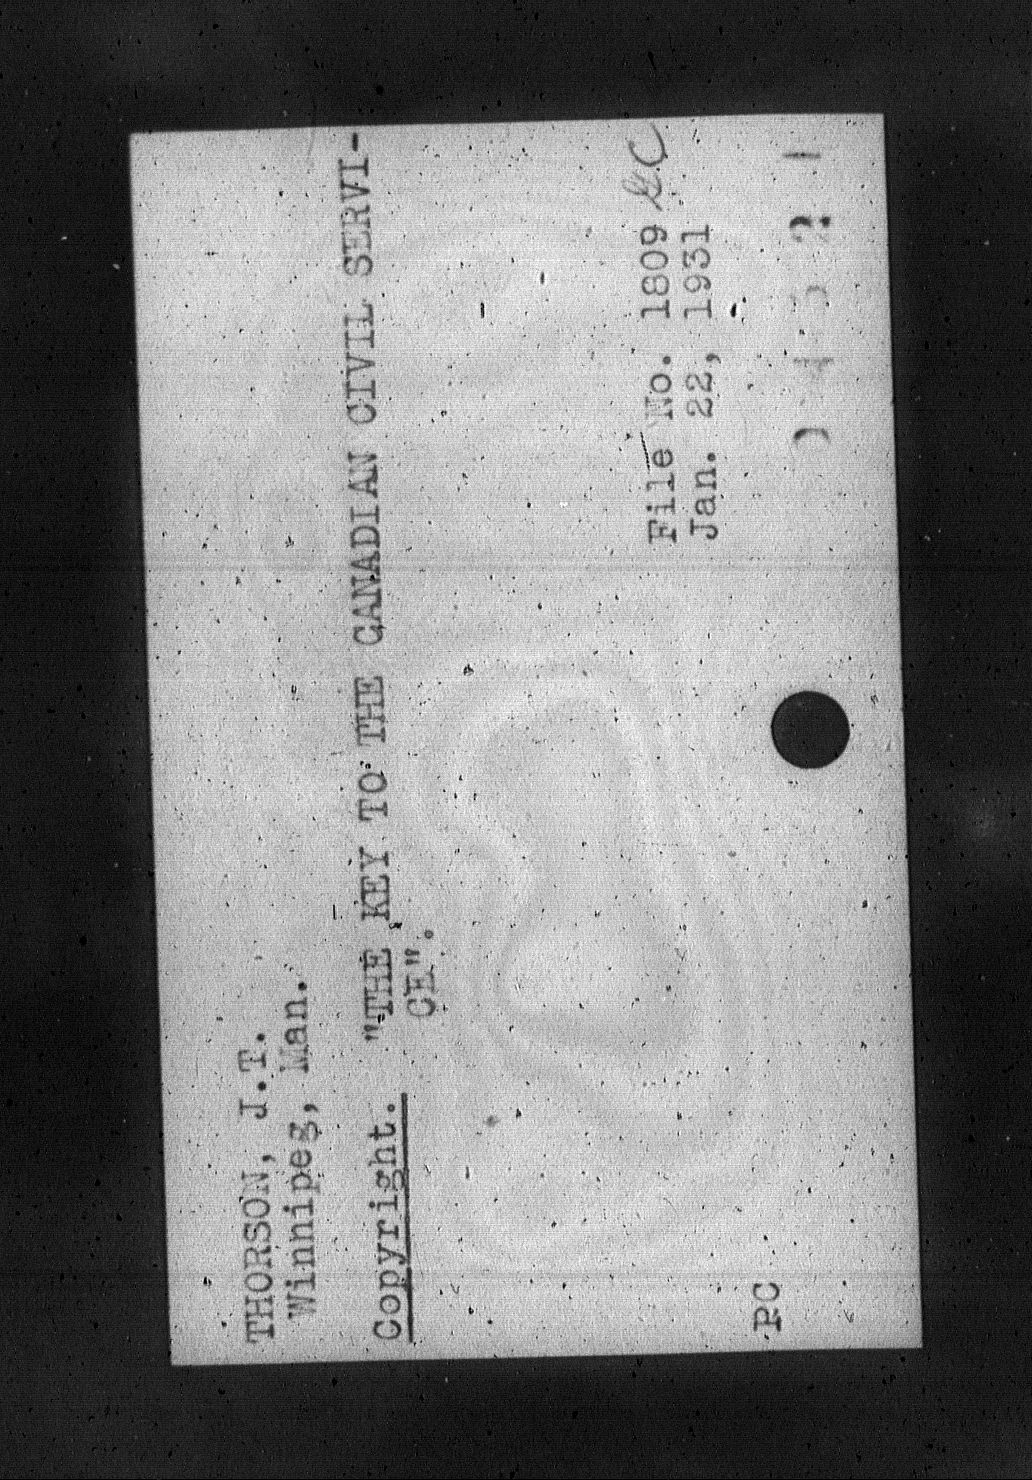 THORSON, J.T.
Winnipeg, Man.
Copyright. "THE KEY TO THE CANADIAN CIVIL SERVI-
CE".
File No. 1809
Jan. 22, 1931
PC